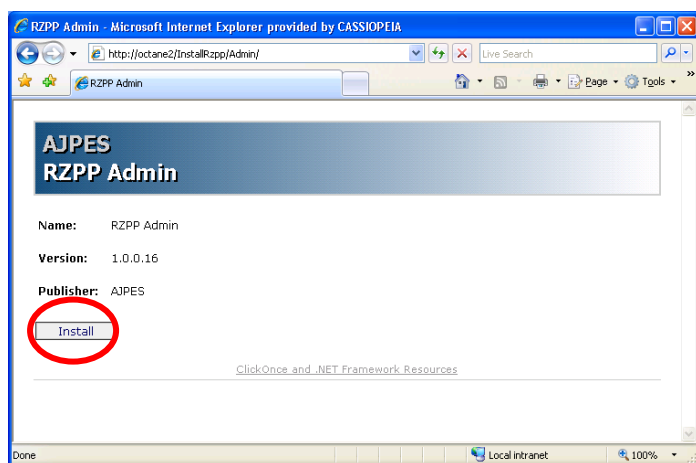 RZPP Admin - Microsoft Internet Explorer provided by CASSIOPEIA
http://octane2/InstallRzpp/Admin/
Live Search
RZPP Admin
Page
Tools
»
AJPES
RZPP Admin
Name: RZPP Admin
Version: 1.0.0.16
Publisher: AJPES
Install
ClickOnce and .NET Framework Resources
Done
Local intranet
100%